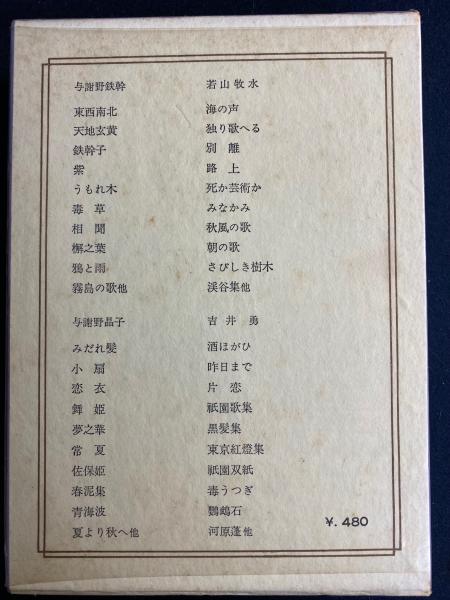 与謝野鉄幹
東西南北
天地玄黄
鉄幹子
紫
うもれ木
毒草
相聞
檞之葉
鴉と雨
霧島の歌他
与謝野晶子
みだれ髪
小扇
恋衣
舞姫
夢之華
常夏
佐保姫
春泥集
青海波
夏より秋へ他
若山牧水
海の声
独り歌へる
別離
路上
死か芸術か
みなかみ
秋風の歌
朝の歌
さびしき樹木
渓谷集他
吉井勇
酒ほがひ
昨日まで
片恋
祇園歌集
黒髪集
東京紅燈集
祇園双紙
毒うつぎ
鸚鵡石
河原蓬他
¥.480